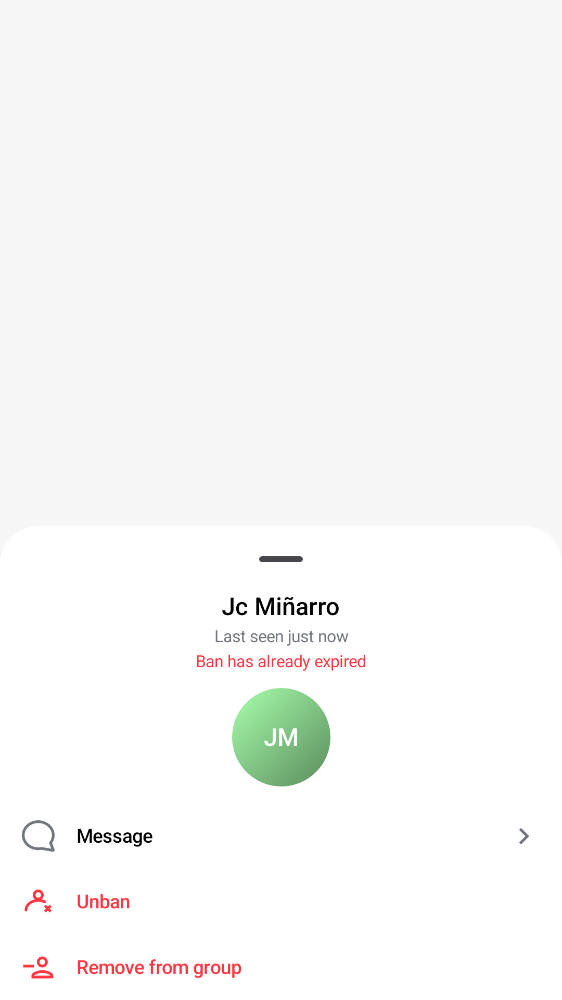 Jc Miñarro
Last seen just now
Ban has already expired
JM
Message
Unban
Remove from group